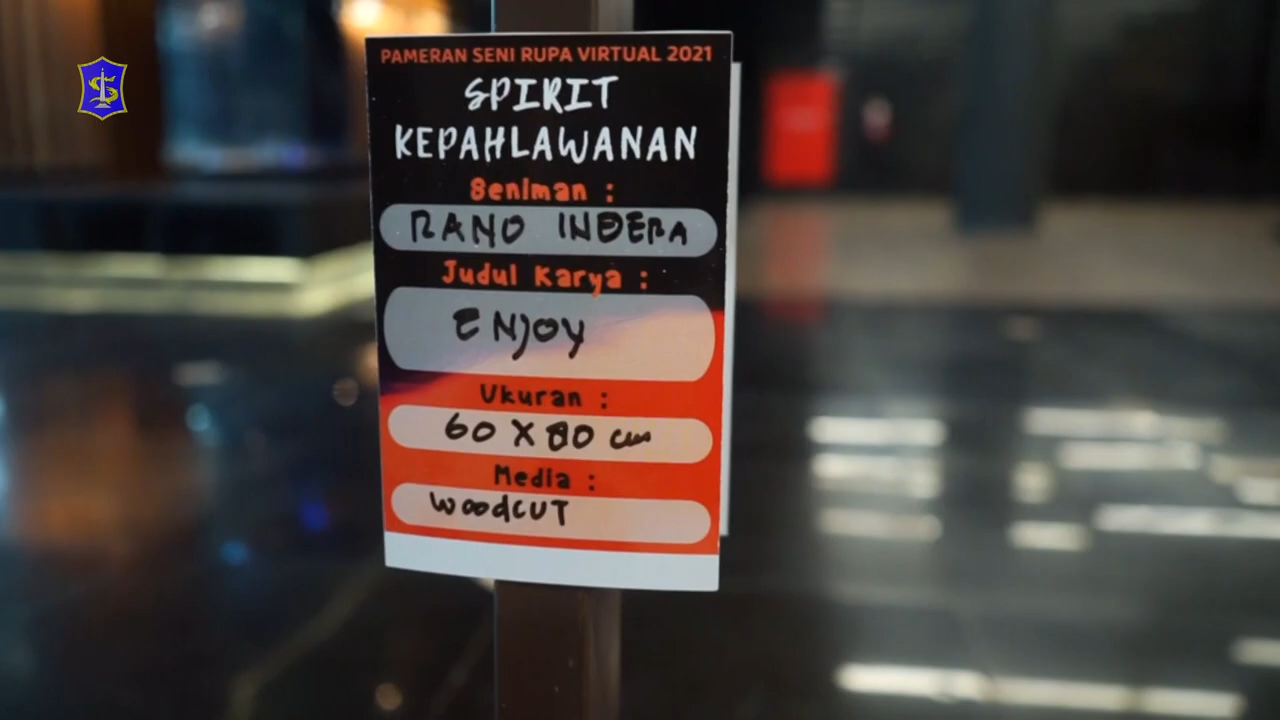 PAMERAN SENI RUPA VIRTUAL 2021
SPIRIT
KEPAHLAWANAN
Seniman :
RANO INDERA
Judul Karya :
ENJOY
Ukuran :
60 X 80 cm
Media :
WOODCUT